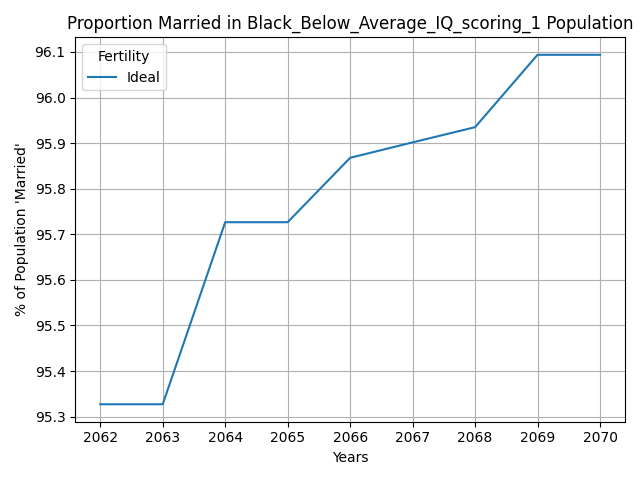 Proportion Married in Black_Below_Average_IQ_scoring_1 Population
Fertility
Ideal
% of Population 'Married'
96.1
96.0
95.9
95.8
95.7
95.6
95.5
95.4
95.3
2062 2063 2064 2065 2066 2067 2068 2069 2070
Years